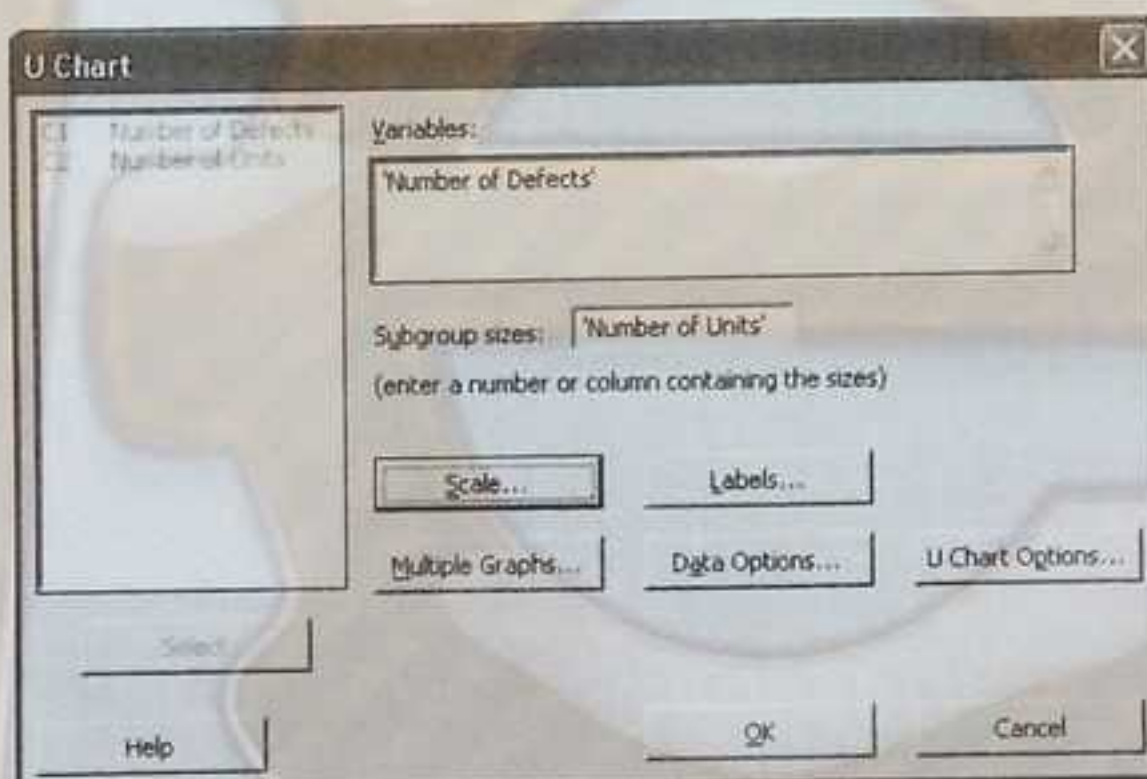 U Chart
C1 Number of Defects
C2 Number of Units
Variables:
'Number of Defects'
Subgroup sizes: 'Number of Units'
(enter a number or column containing the sizes)
Scale...
Labels...
Multiple Graphs...
Data Options...
U Chart Options...
Select
Help
OK
Cancel